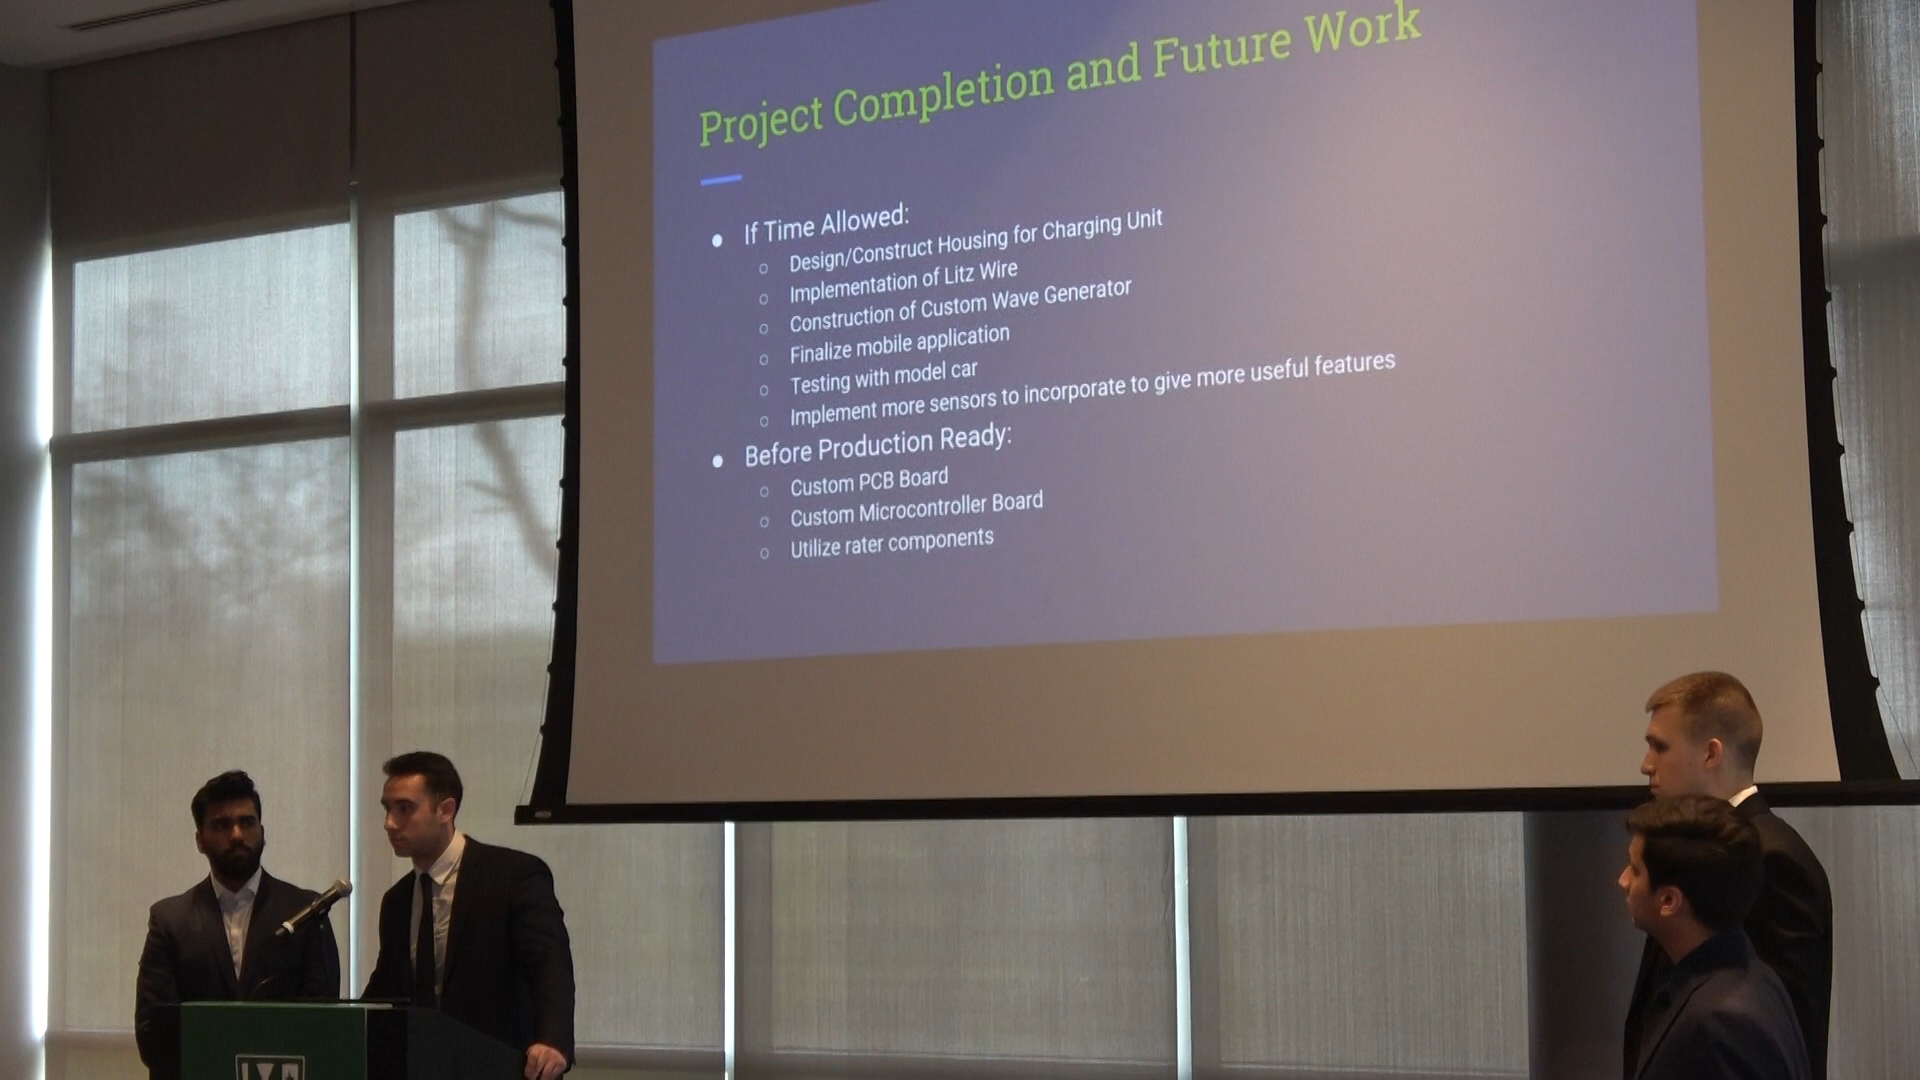 Project Completion and Future Work
If Time Allowed:
Design/Construct Housing for Charging Unit
Implementation of Litz Wire
Construction of Custom Wave Generator
Finalize mobile application
Testing with model car
Implement more sensors to incorporate to give more useful features
Before Production Ready:
Custom PCB Board
Custom Microcontroller Board
Utilize rater components